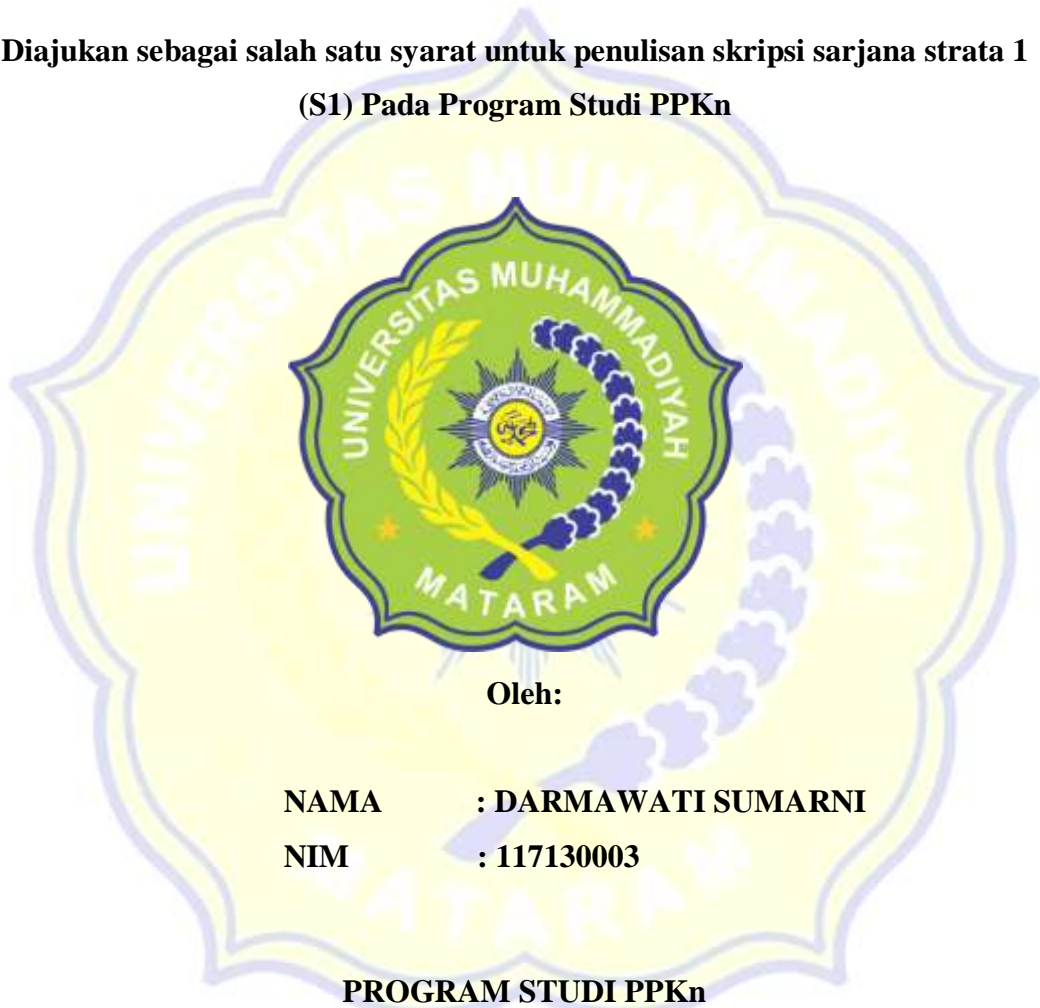 Diajukan sebagai salah satu syarat untuk penulisan skripsi sarjana strata 1
(S1) Pada Program Studi PPKn
UNIVERSITAS MUHAMMADIYAH
MATARAM
Oleh:
NAMA : DARMAWATI SUMARNI
NIM : 117130003
PROGRAM STUDI PPKn